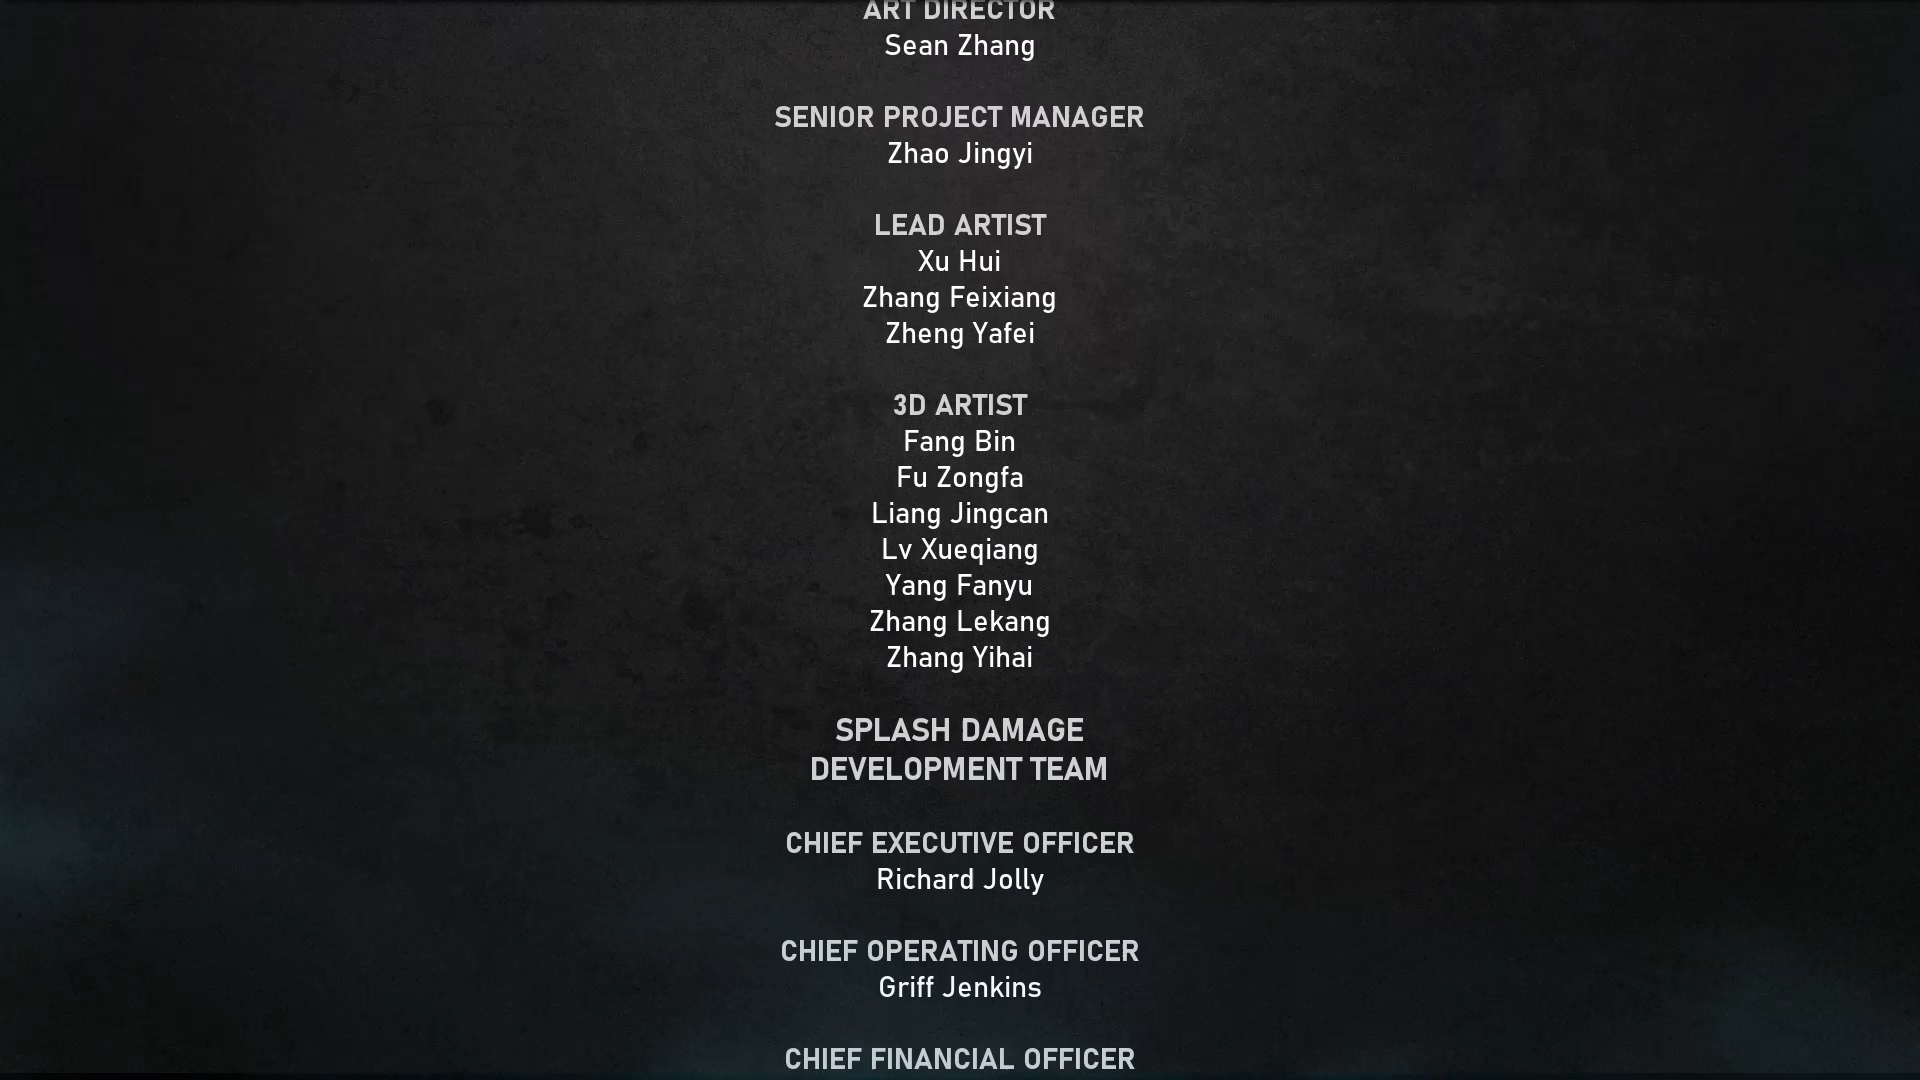 ART DIRECTOR
Sean Zhang
SENIOR PROJECT MANAGER
Zhao Jingyi
LEAD ARTIST
Xu Hui
Zhang Feixiang
Zheng Yafei
3D ARTIST
Fang Bin
Fu Zongfa
Liang Jingcan
Lv Xueqiang
Yang Fanyu
Zhang Lekang
Zhang Yihai
SPLASH DAMAGE
DEVELOPMENT TEAM
CHIEF EXECUTIVE OFFICER
Richard Jolly
CHIEF OPERATING OFFICER
Griff Jenkins
CHIEF FINANCIAL OFFICER